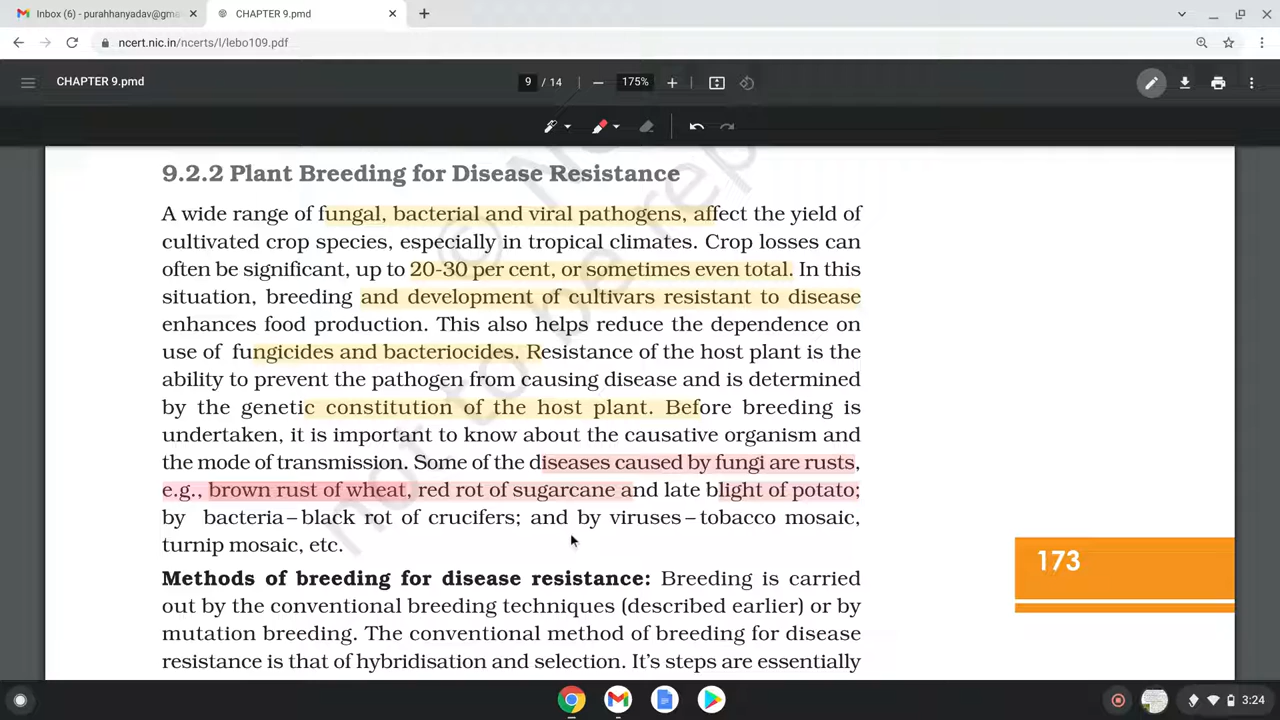 Inbox (6) - purahhanyadav@gma
CHAPTER 9.pmd
ncert.nic.in/ncerts/l/lebo109.pdf
CHAPTER 9.pmd
9 / 14
175%
9.2.2 Plant Breeding for Disease Resistance
A wide range of fungal, bacterial and viral pathogens, affect the yield of
cultivated crop species, especially in tropical climates. Crop losses can
often be significant, up to 20-30 per cent, or sometimes even total. In this
situation, breeding and development of cultivars resistant to disease
enhances food production. This also helps reduce the dependence on
use of fungicides and bacteriocides. Resistance of the host plant is the
ability to prevent the pathogen from causing disease and is determined
by the genetic constitution of the host plant. Before breeding is
undertaken, it is important to know about the causative organism and
the mode of transmission. Some of the diseases caused by fungi are rusts,
e.g., brown rust of wheat, red rot of sugarcane and late blight of potato;
by bacteria – black rot of crucifers; and by viruses – tobacco mosaic,
turnip mosaic, etc.
173
Methods of breeding for disease resistance: Breeding is carried
out by the conventional breeding techniques (described earlier) or by
mutation breeding. The conventional method of breeding for disease
resistance is that of hybridisation and selection. It's steps are essentially
© N
not to be rep
3:24